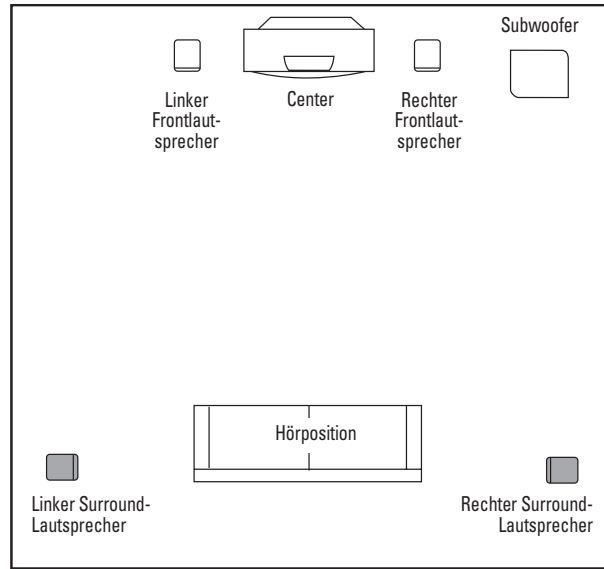 Subwoofer
Linker
Frontlaut-
sprecher
Center
Rechter
Frontlaut-
sprecher
Hörposition
Linker Surround-
Lautsprecher
Rechter Surround-
Lautsprecher